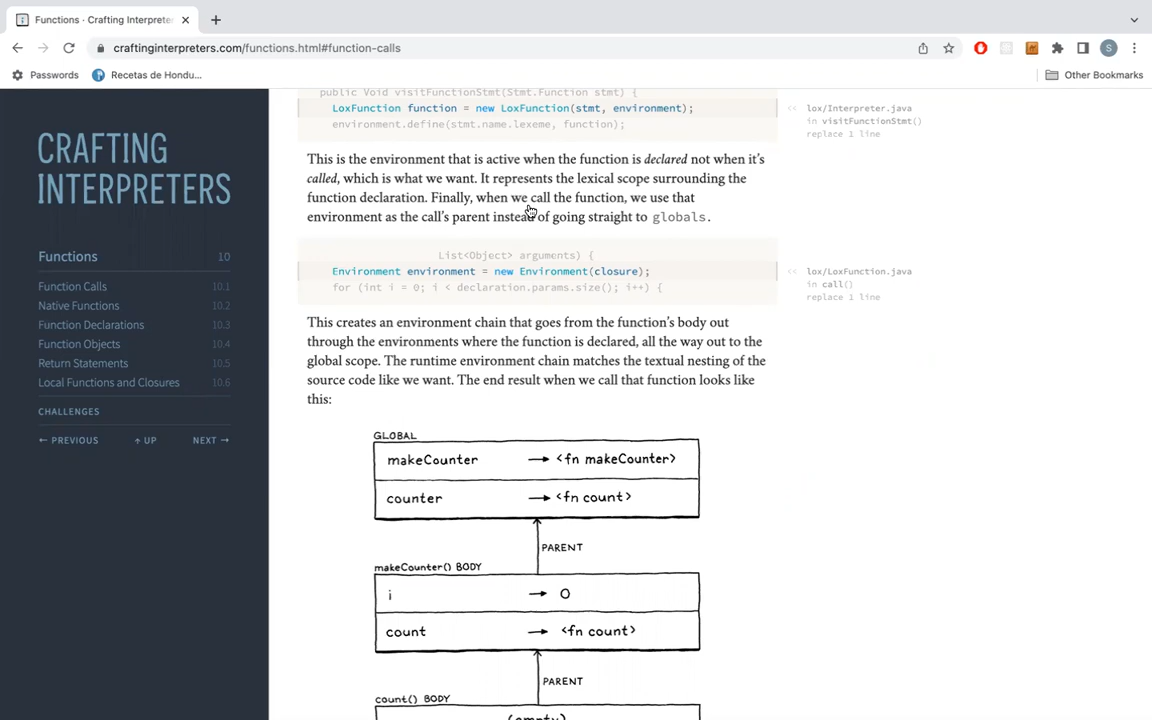 Functions · Crafting Interprete
craftinginterpreters.com/functions.html#function-calls
S
Passwords
Recetas de Hondu...
Other Bookmarks
CRAFTING
INTERPRETERS
Functions 10
Function Calls 10.1
Native Functions 10.2
Function Declarations 10.3
Function Objects 10.4
Return Statements 10.5
Local Functions and Closures 10.6
CHALLENGES
← PREVIOUS ↑ UP NEXT →
public Void visitFunctionStmt(Stmt.Function stmt) {
LoxFunction function = new LoxFunction(stmt, environment);
environment.define(stmt.name.lexeme, function);
<< lox/Interpreter.java
in visitFunctionStmt()
replace 1 line
This is the environment that is active when the function is declared not when it’s
called, which is what we want. It represents the lexical scope surrounding the
function declaration. Finally, when we call the function, we use that
environment as the call’s parent instead of going straight to globals.
List<Object> arguments) {
Environment environment = new Environment(closure);
for (int i = 0; i < declaration.params.size(); i++) {
<< lox/LoxFunction.java
in call()
replace 1 line
This creates an environment chain that goes from the function’s body out
through the environments where the function is declared, all the way out to the
global scope. The runtime environment chain matches the textual nesting of the
source code like we want. The end result when we call that function looks like
this:
GLOBAL
makeCounter → <fn makeCounter>
counter → <fn count>
PARENT
makeCounter() BODY
i → 0
count → <fn count>
PARENT
count() BODY
(empty)